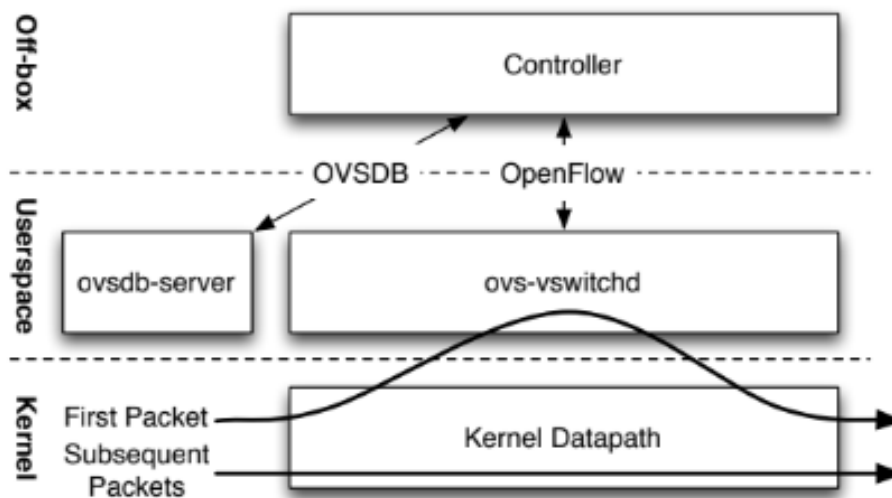 Off-box
Controller
OVSDB
OpenFlow
Userspace
ovsdb-server
ovs-vswitchd
Kernel
First Packet
Kernel Datapath
Subsequent
Packets